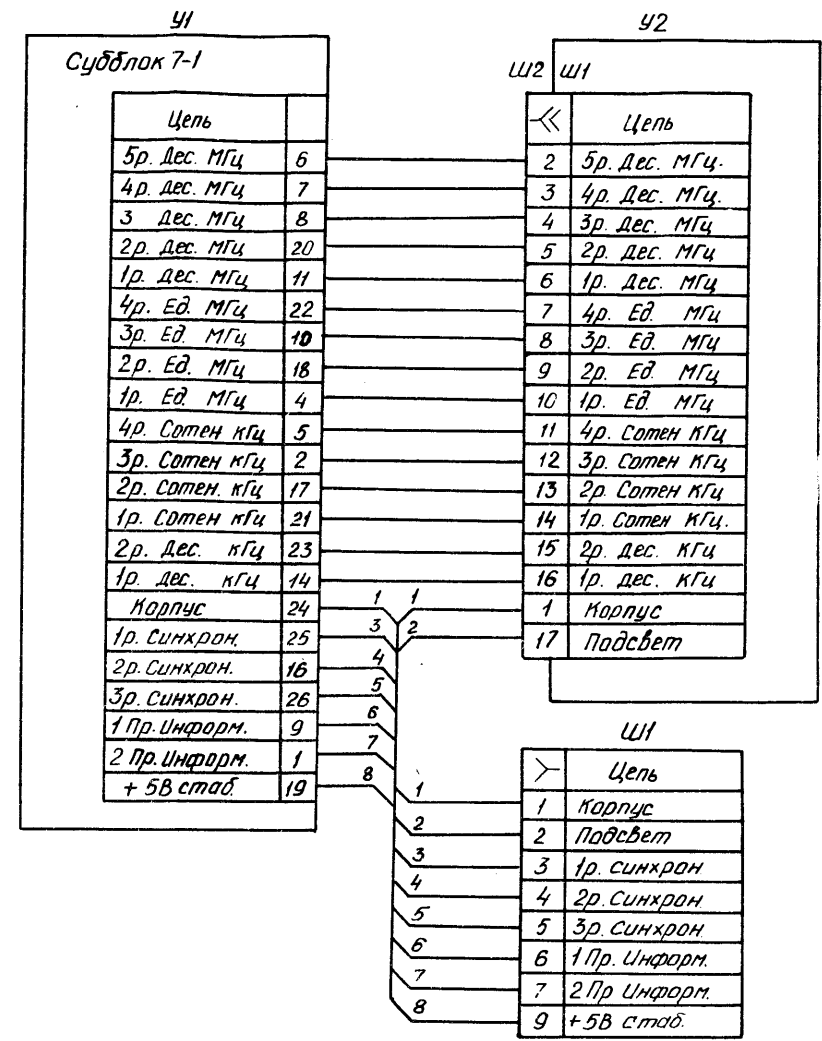 У1
Субблок 7-1
Цепь
5р. Дес. МГц 6
4р. Дес. МГц 7
3 Дес. МГц 8
2р. Дес. МГц 20
1р. Дес. МГц 11
4р. Ед. МГц 22
3р. Ед. МГц 10
2р. Ед. МГц 18
1р. Ед. МГц 4
4р. Сотен кГц 5
3р. Сотен кГц 2
2р. Сотен. кГц 17
1р. Сотен кГц 21
2р. Дес. кГц 23
1р. дес. кГц 14
Корпус 24
1р. Синхрон. 25
2р. Синхрон. 16
3р. Синхрон. 26
1 Пр. Информ. 9
2 Пр. Информ. 1
+ 5В стаб. 19
1
3
4
5
6
7
8
1
2
У2
Ш2 Ш1
Цепь
2 5р. Дес. МГц.
3 4р. Дес. МГц.
4 3р. Дес. МГц
5 2р. Дес. МГц
6 1р. Дес. МГц
7 4р. Ед. МГц
8 3р. Ед. МГц
9 2р. Ед. МГц
10 1р. Ед. МГц
11 4р. Сотен кГц
12 3р. Сотен кГц
13 2р. Сотен кГц
14 1р. Сотен кГц.
15 2р. дес. кГц
16 1р. дес. кГц
1 Корпус
17 Подсвет
Ш1
Цепь
1 1 Корпус
2 2 Подсвет
3 3 1р. Синхрон.
4 4 2р. Синхрон.
5 5 3р. Синхрон.
6 6 1 Пр. Информ.
7 7 2 Пр Информ.
8 9 +5В стаб.